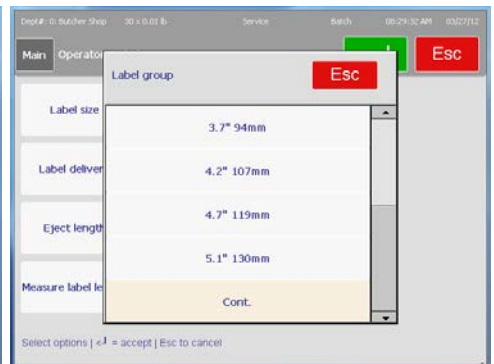 Dept#: 0: Butcher Shop 30 x 0.01 lb Service Batch 08:29:32 AM 03/27/12
Main Operator Esc
Label group Esc
Label size
3.7" 94mm
Label deliver
4.2" 107mm
Eject length
4.7" 119mm
5.1" 130mm
Measure label le
Cont.
Select options | ↲ = accept | Esc to cancel